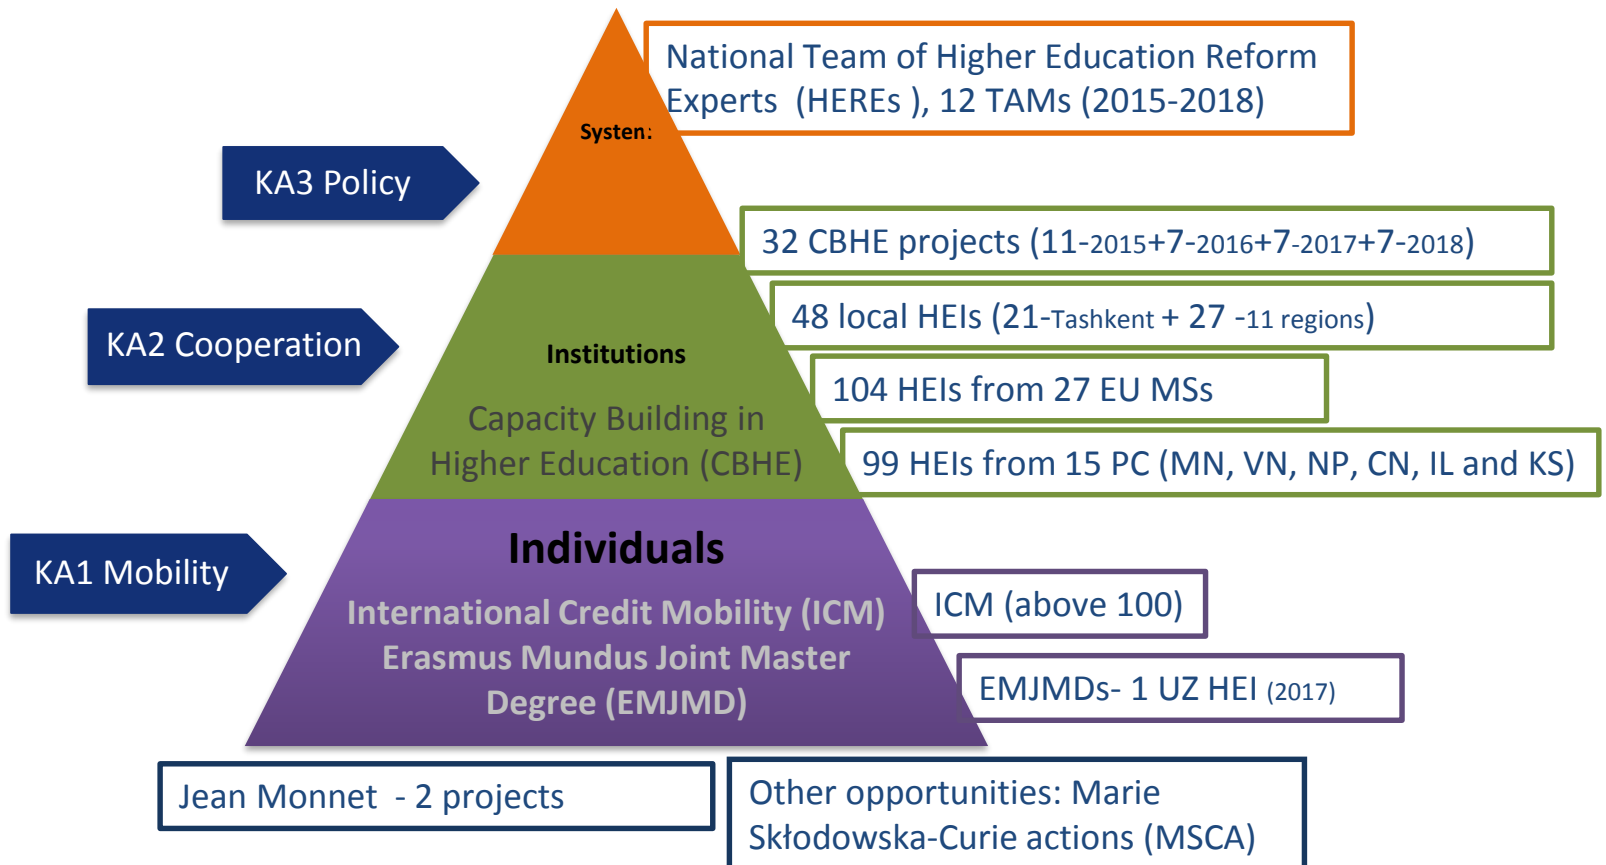 National Team of Higher Education Reform
Experts (HEREs ), 12 TAMs (2015-2018)
Systen:
KA3 Policy
32 CBHE projects (11-2015+7-2016+7-2017+7-2018)
48 local HEIs (21-Tashkent + 27 -11 regions)
KA2 Cooperation
Institutions
104 HEIs from 27 EU MSs
Capacity Building in
Higher Education (CBHE)
99 HEIs from 15 PC (MN, VN, NP, CN, IL and KS)
Individuals
KA1 Mobility
International Credit Mobility (ICM)
Erasmus Mundus Joint Master
Degree (EMJMD)
ICM (above 100)
EMJMDs- 1 UZ HEI (2017)
Jean Monnet - 2 projects
Other opportunities: Marie
Skłodowska-Curie actions (MSCA)